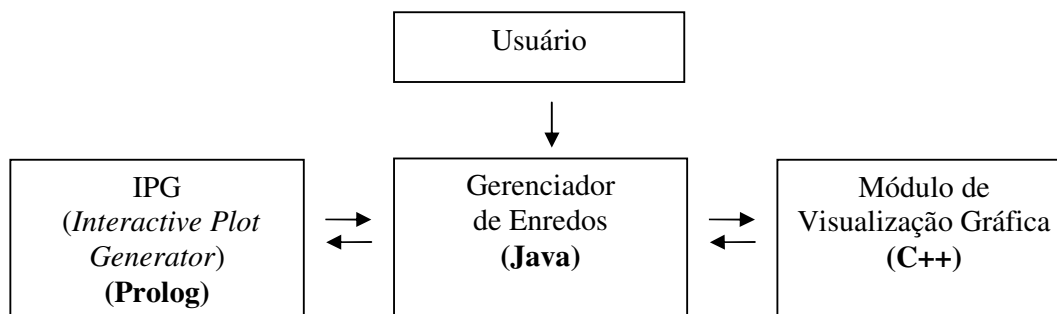 Usuário
IPG
(Interactive Plot
Generator)
(Prolog)
Gerenciador
de Enredos
(Java)
Módulo de
Visualização Gráfica
(C++)